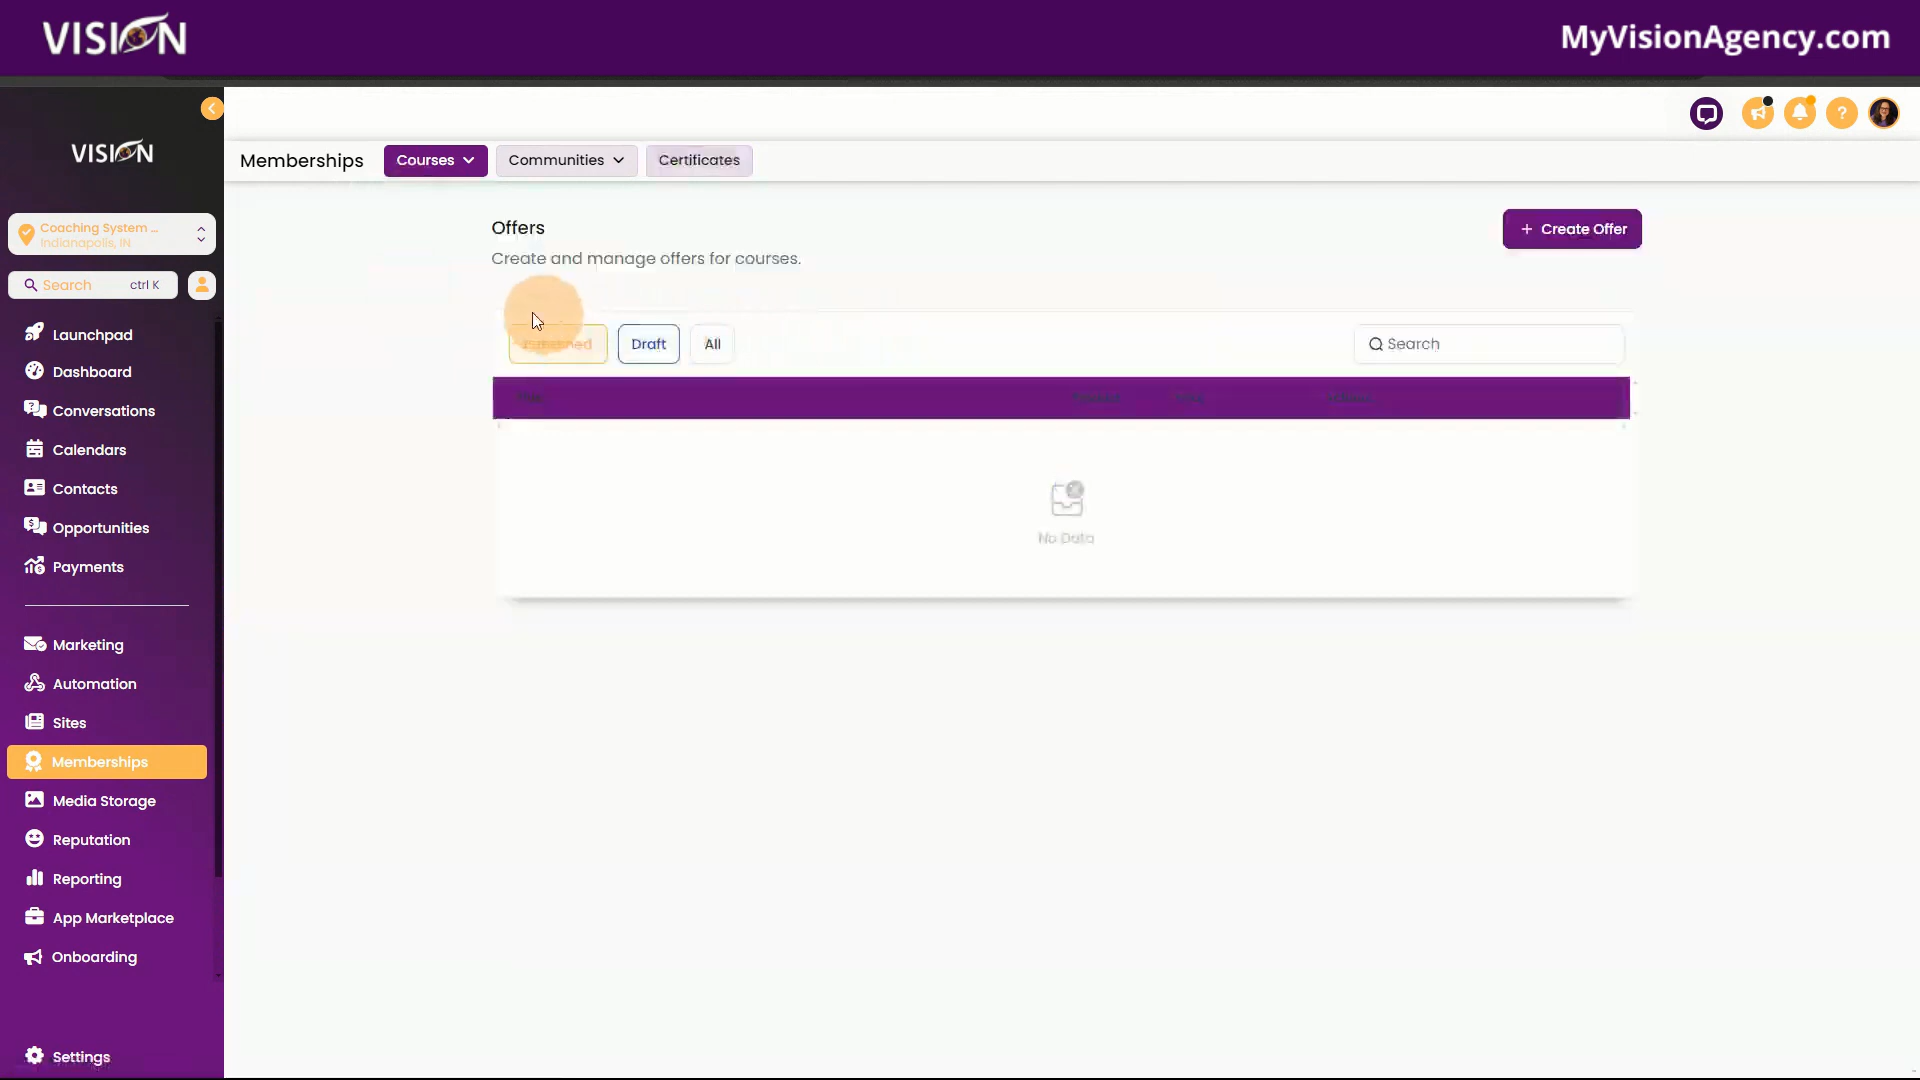 VISION
MyVisionAgency.com
VISION
Coaching System ...
Indianapolis, IN
Search ctrl K
Launchpad
Dashboard
Conversations
Calendars
Contacts
Opportunities
Payments
Marketing
Automation
Sites
Memberships
Media Storage
Reputation
Reporting
App Marketplace
Onboarding
Settings
Memberships Courses Communities Certificates
Offers
Create and manage offers for courses.
+ Create Offer
Draft All
Search
No Data